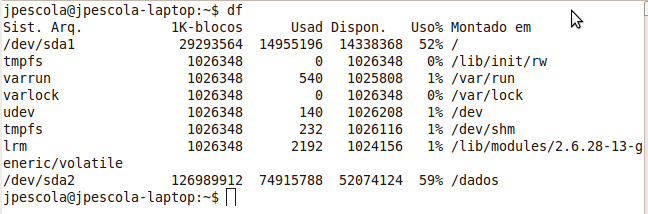 jpescola@jpescola-laptop:~$ df
Sist. Arq.           1K-blocos      Usad Dispon.   Uso% Montado em
/dev/sda1             29293564  14955196  14338368  52% /
tmpfs                  1026348         0   1026348   0% /lib/init/rw
varrun                 1026348       540   1025808   1% /var/run
varlock                1026348         0   1026348   0% /var/lock
udev                   1026348       140   1026208   1% /dev
tmpfs                  1026348       232   1026116   1% /dev/shm
lrm                    1026348      2192   1024156   1% /lib/modules/2.6.28-13-g
eneric/volatile
/dev/sda2            126989912  74915788  52074124  59% /dados
jpescola@jpescola-laptop:~$